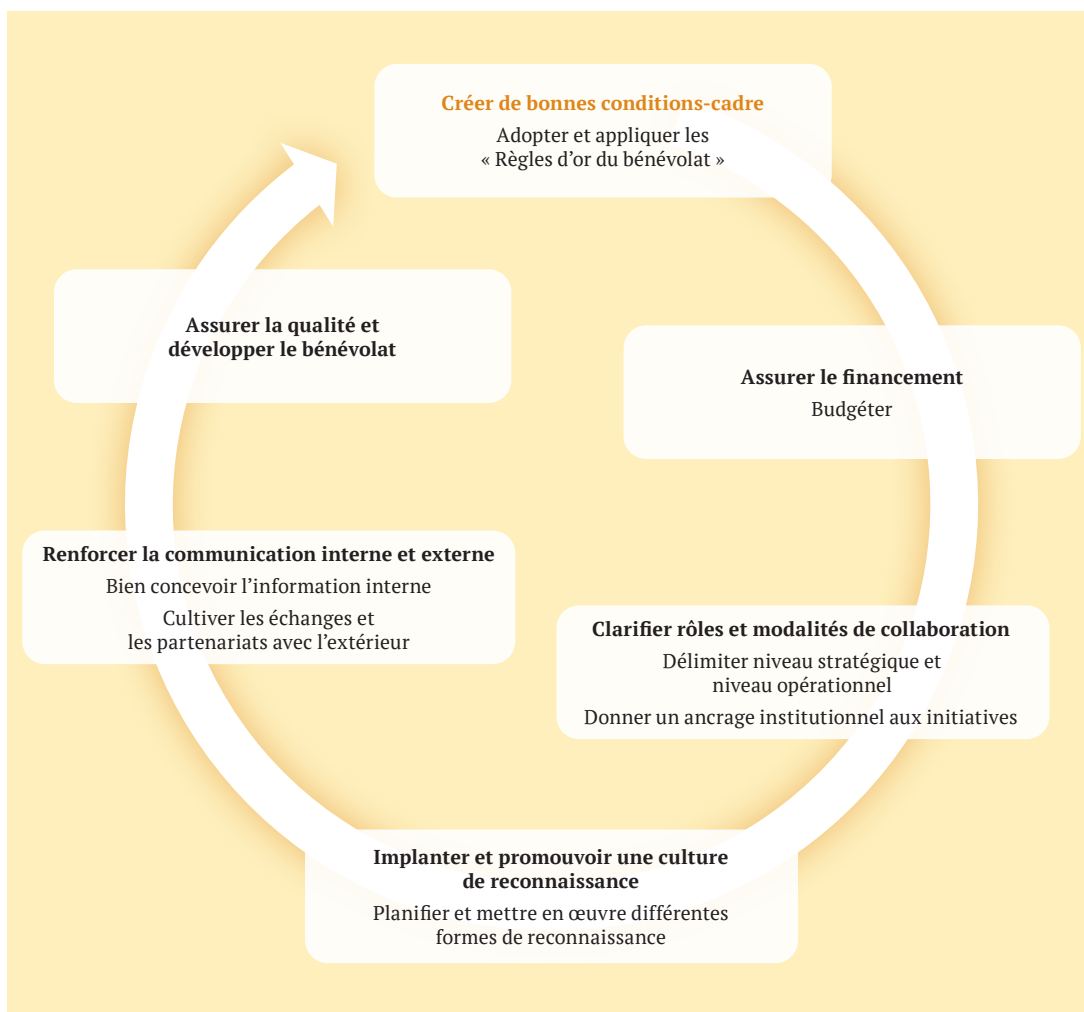 Créer de bonnes conditions-cadre
Adopter et appliquer les
« Règles d’or du bénévolat »
Assurer le financement
Budgéter
Clarifier rôles et modalités de collaboration
Délimiter niveau stratégique et
niveau opérationnel
Donner un ancrage institutionnel aux initiatives
Implanter et promouvoir une culture
de reconnaissance
Planifier et mettre en œuvre différentes
formes de reconnaissance
Renforcer la communication interne et externe
Bien concevoir l’information interne
Cultiver les échanges et
les partenariats avec l’extérieur
Assurer la qualité et
développer le bénévolat